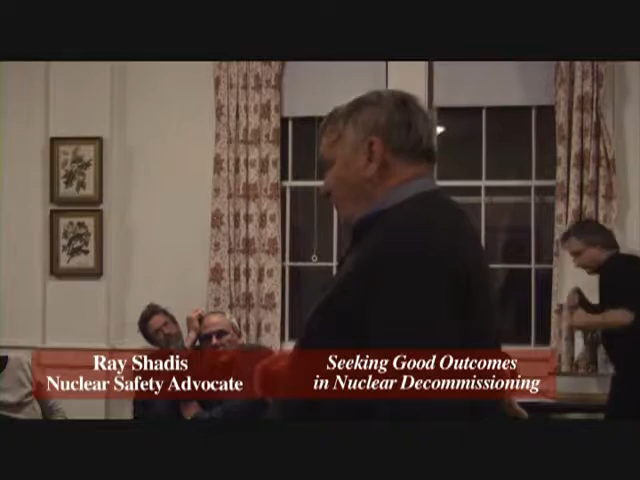 Ray Shadis
Nuclear Safety Advocate
Seeking Good Outcomes
in Nuclear Decommissioning